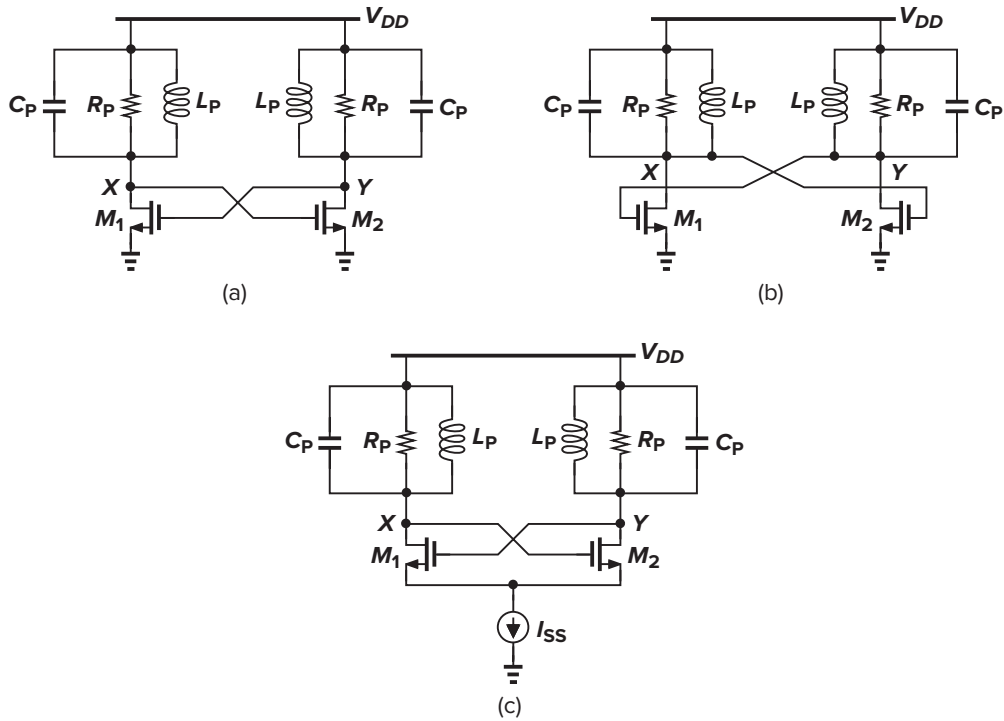 V_DD V_DD
C_P R_P L_P L_P R_P C_P C_P R_P L_P L_P R_P C_P
X Y X Y
M_1 M_2 M_1 M_2
(a) (b)
V_DD
C_P R_P L_P L_P R_P C_P
X Y
M_1 M_2
I_SS
(c)